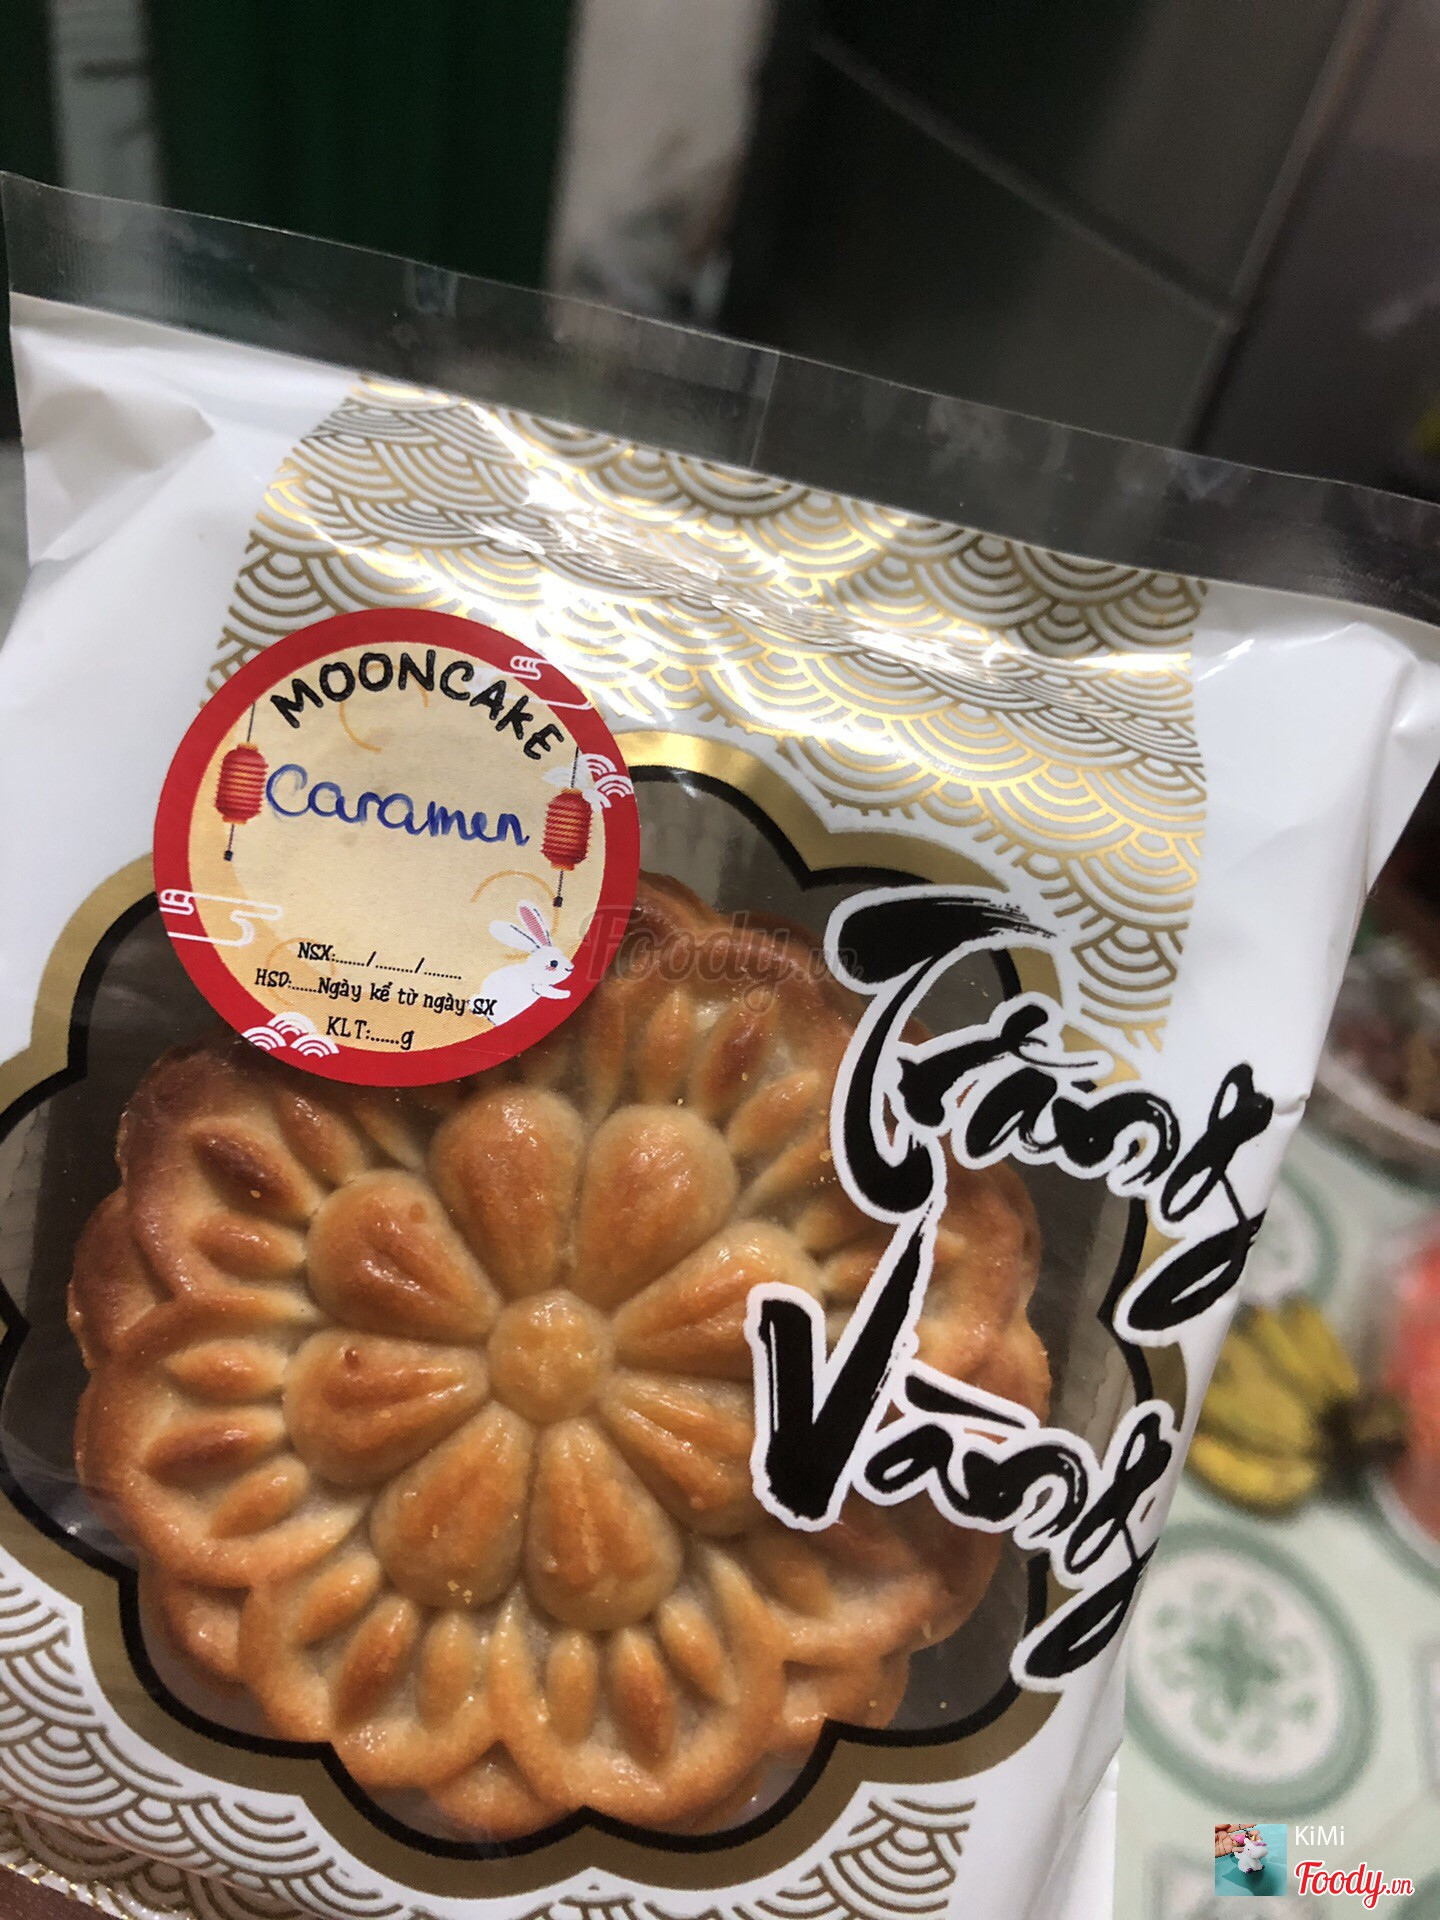 MOONCAKE
Caramen
NSX:....../......../........
HSD:.....Ngày kể từ ngày SX
KLT:......g
Foody.vn
Trăng
Vàng
KiMi
Foody.vn